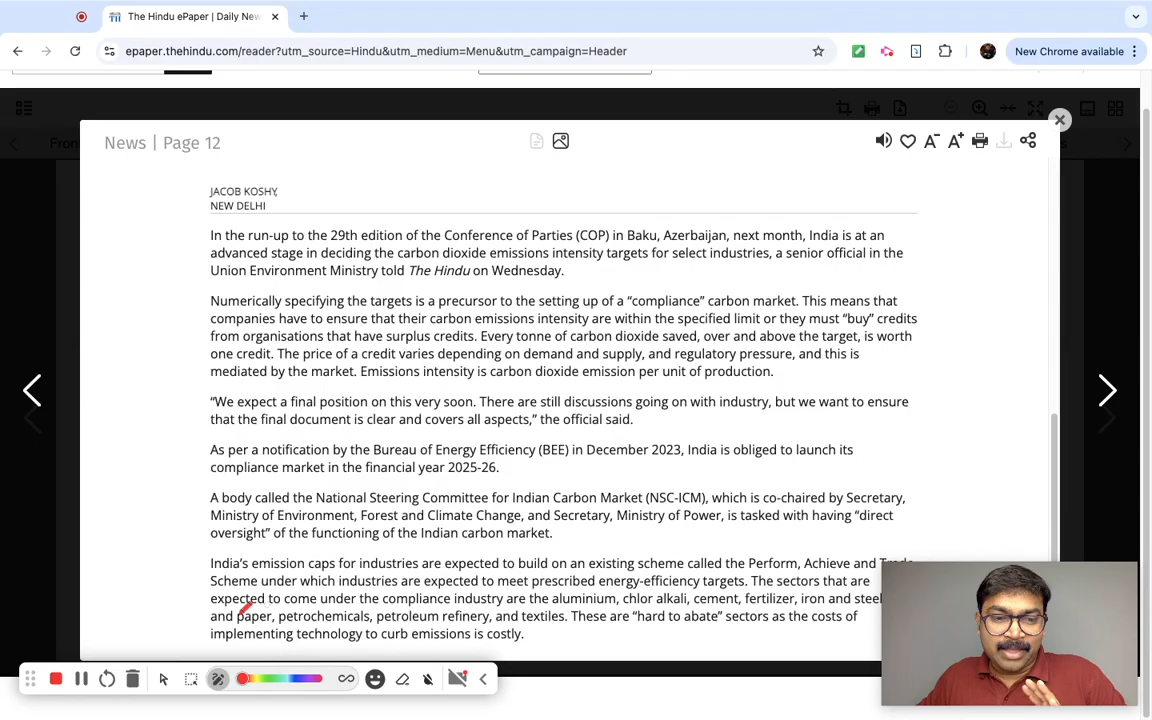 The Hindu ePaper | Daily New
epaper.thehindu.com/reader?utm_source=Hindu&utm_medium=Menu&utm_campaign=Header
New Chrome available
Fron
News | Page 12
A- A+
JACOB KOSHY,
NEW DELHI
In the run-up to the 29th edition of the Conference of Parties (COP) in Baku, Azerbaijan, next month, India is at an
advanced stage in deciding the carbon dioxide emissions intensity targets for select industries, a senior official in the
Union Environment Ministry told The Hindu on Wednesday.
Numerically specifying the targets is a precursor to the setting up of a “compliance” carbon market. This means that
companies have to ensure that their carbon emissions intensity are within the specified limit or they must “buy” credits
from organisations that have surplus credits. Every tonne of carbon dioxide saved, over and above the target, is worth
one credit. The price of a credit varies depending on demand and supply, and regulatory pressure, and this is
mediated by the market. Emissions intensity is carbon dioxide emission per unit of production.
“We expect a final position on this very soon. There are still discussions going on with industry, but we want to ensure
that the final document is clear and covers all aspects,” the official said.
As per a notification by the Bureau of Energy Efficiency (BEE) in December 2023, India is obliged to launch its
compliance market in the financial year 2025-26.
A body called the National Steering Committee for Indian Carbon Market (NSC-ICM), which is co-chaired by Secretary,
Ministry of Environment, Forest and Climate Change, and Secretary, Ministry of Power, is tasked with having “direct
oversight” of the functioning of the Indian carbon market.
India’s emission caps for industries are expected to build on an existing scheme called the Perform, Achieve and Trade
Scheme under which industries are expected to meet prescribed energy-efficiency targets. The sectors that are
expected to come under the compliance industry are the aluminium, chlor alkali, cement, fertilizer, iron and steel
and paper, petrochemicals, petroleum refinery, and textiles. These are “hard to abate” sectors as the costs of
implementing technology to curb emissions is costly.